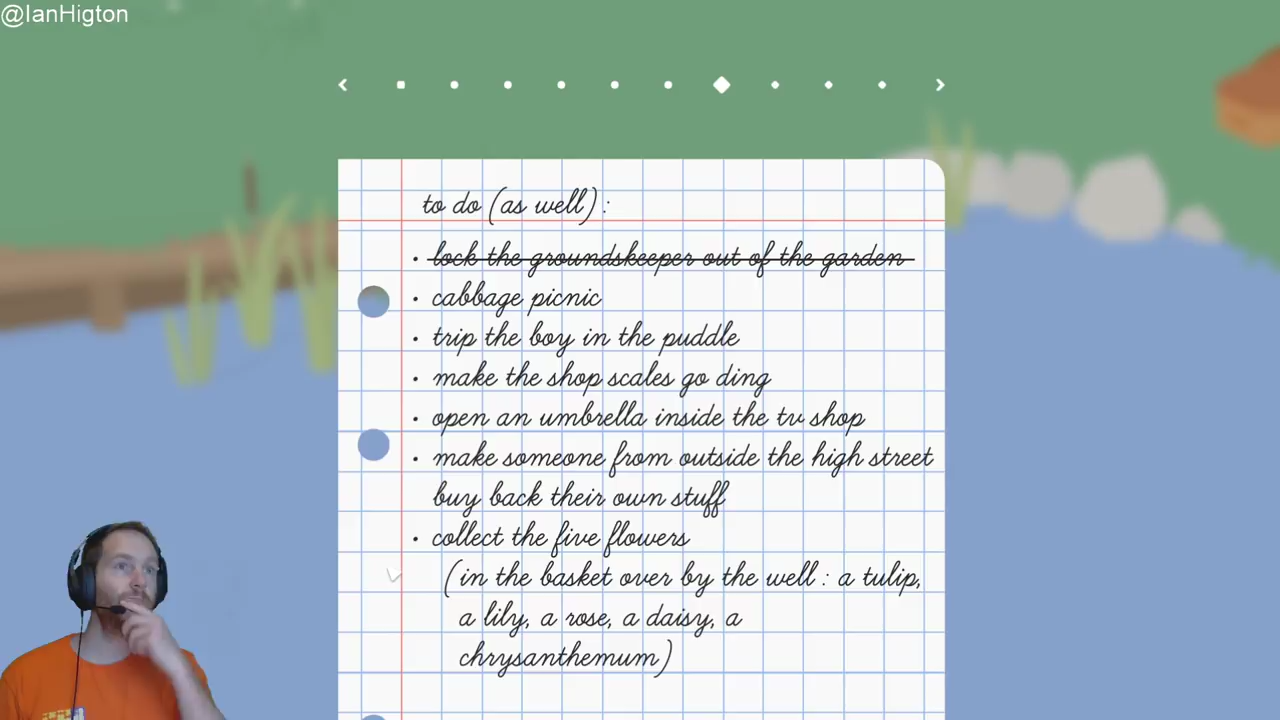 @IanHigton
to do (as well):
• lock the groundskeeper out of the garden
• cabbage picnic
• trip the boy in the puddle
• make the shop scales go ding
• open an umbrella inside the tv shop
• make someone from outside the high street
buy back their own stuff
• collect the five flowers
(in the basket over by the well : a tulip,
a lily, a rose, a daisy, a
chrysanthemum)